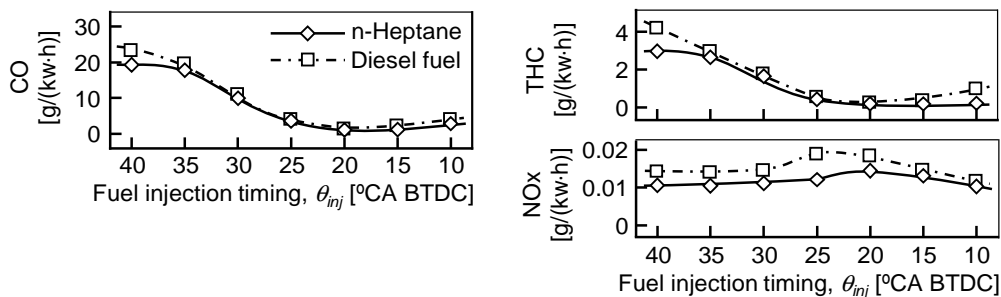 CO
[g/(kw·h)]
30
20
10
0
n-Heptane
Diesel fuel
40 35 30 25 20 15 10
Fuel injection timing, θinj [ºCA BTDC]
THC
[g/(kw·h)]
4
2
0
NOx
[g/(kw·h)]
0.02
0.01
0
40 35 30 25 20 15 10
Fuel injection timing, θinj [ºCA BTDC]